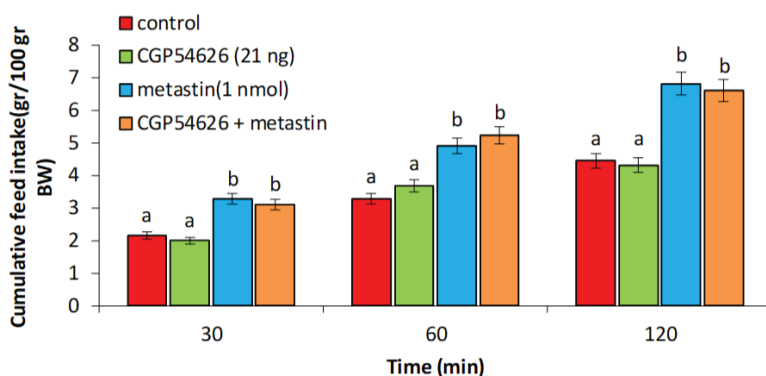 control
CGP54626 (21 ng)
metastin(1 nmol)
CGP54626 + metastin
Cumulative feed intake(gr/100 gr
BW)
8
7
6
5
4
3
2
1
0
a a b b
a a b b
a a b b
30 60 120
Time (min)